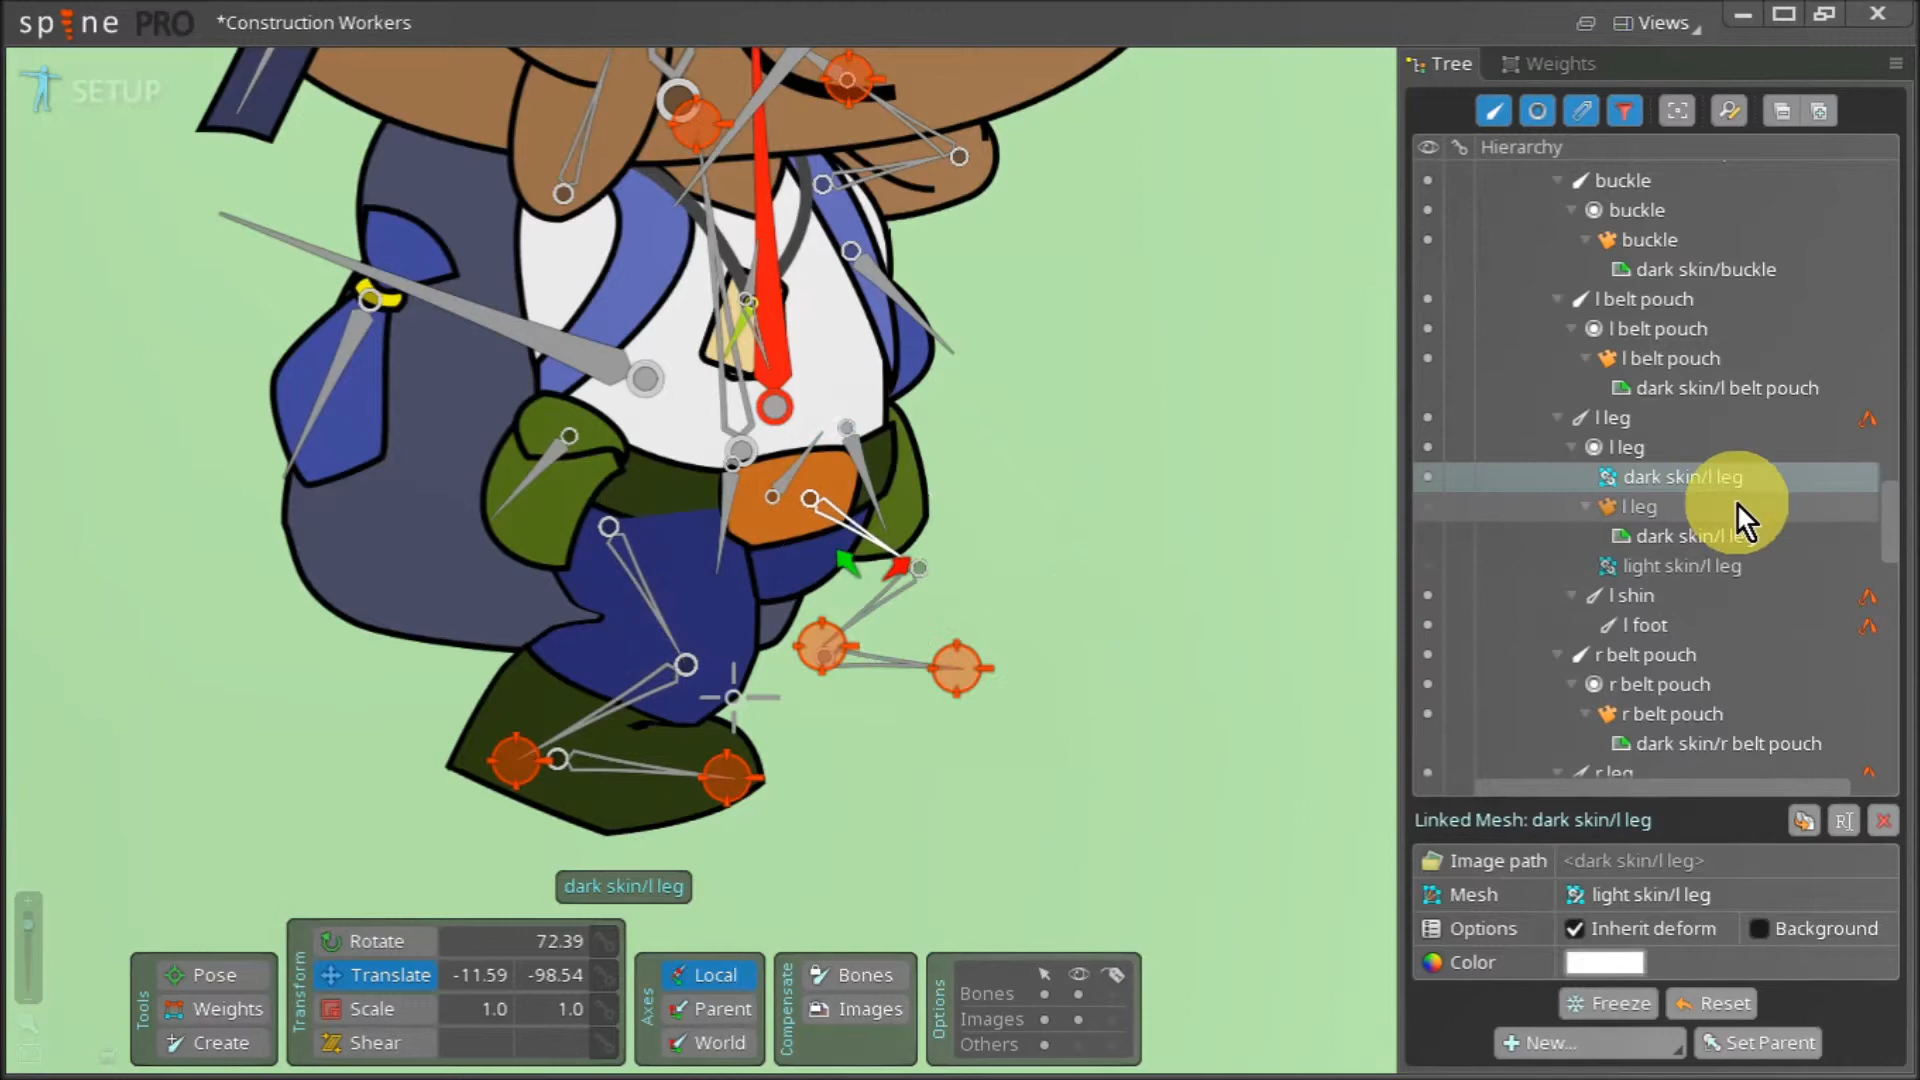 spine PRO *Construction Workers
Views
SETUP
Tree Weights
Hierarchy
buckle
buckle
buckle
dark skin/buckle
l belt pouch
l belt pouch
l belt pouch
dark skin/l belt pouch
l leg
l leg
dark skin/l leg
l leg
dark skin/l leg
light skin/l leg
l shin
l foot
r belt pouch
r belt pouch
r belt pouch
dark skin/r belt pouch
r leg
Linked Mesh: dark skin/l leg
Image path <dark skin/l leg>
Mesh light skin/l leg
Options Inherit deform Background
Color
Freeze Reset
New... Set Parent
dark skin/l leg
Tools
Pose
Weights
Create
Transform
Rotate 72.39
Translate -11.59 -98.54
Scale 1.0 1.0
Shear
Axes
Local
Parent
World
Compensate
Bones
Images
Options
Bones
Images
Others